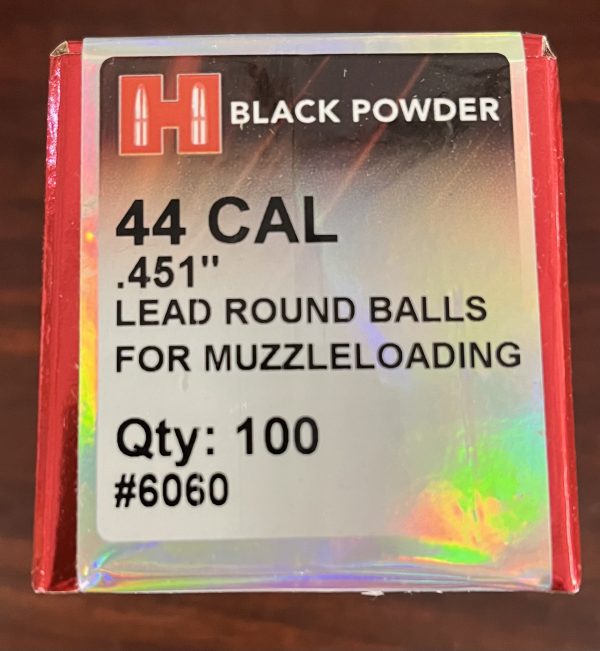 H BLACK POWDER
44 CAL
.451"
LEAD ROUND BALLS
FOR MUZZLELOADING
Qty: 100
#6060